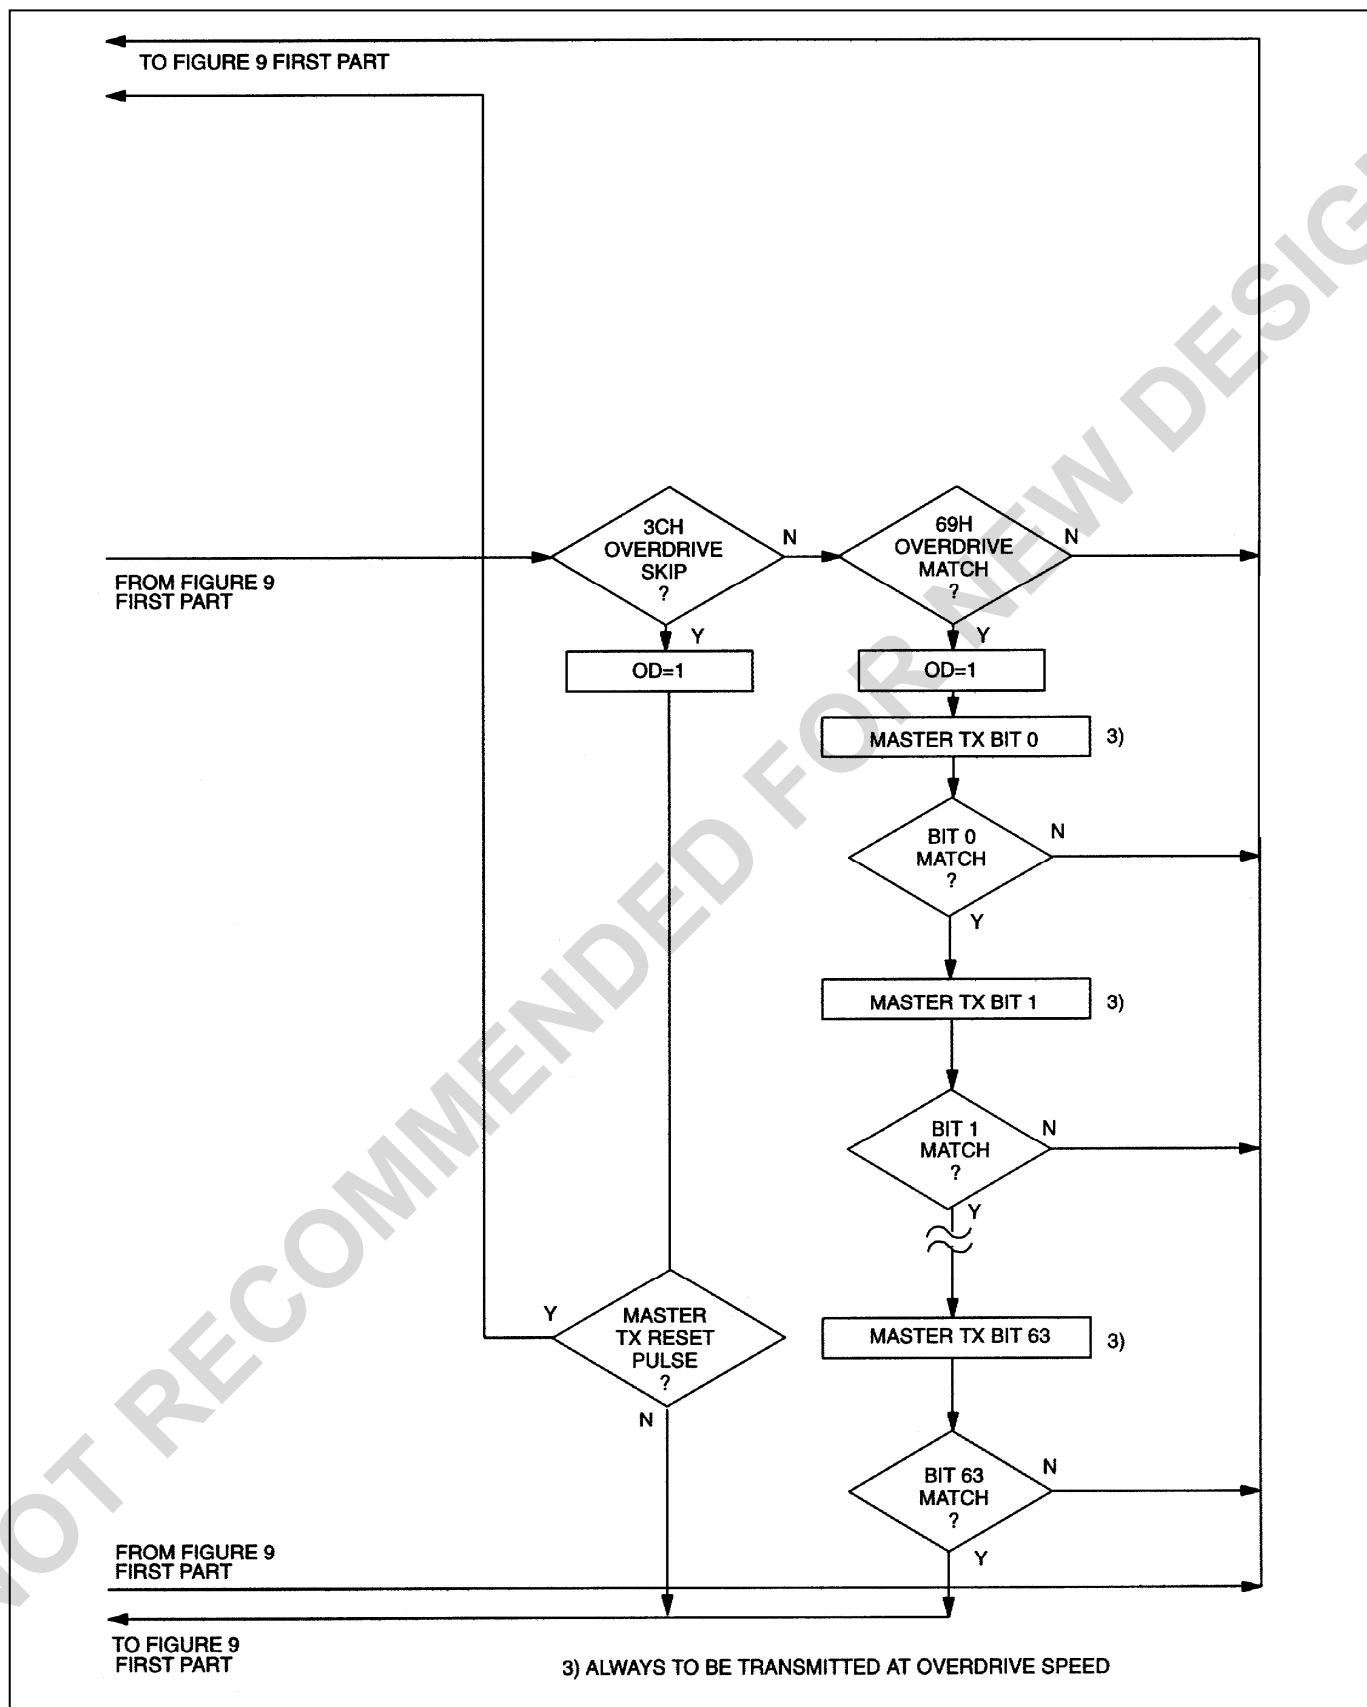 TO FIGURE 9 FIRST PART
3CH
OVERDRIVE
SKIP
?
N
69H
OVERDRIVE
MATCH
?
N
FROM FIGURE 9
FIRST PART
Y
Y
OD=1
OD=1
MASTER TX BIT 0
3)
BIT 0
MATCH
?
N
Y
MASTER TX BIT 1
3)
BIT 1
MATCH
?
N
Y
Y
MASTER
TX RESET
PULSE
?
N
MASTER TX BIT 63
3)
BIT 63
MATCH
?
N
Y
FROM FIGURE 9
FIRST PART
TO FIGURE 9
FIRST PART
3) ALWAYS TO BE TRANSMITTED AT OVERDRIVE SPEED
NOT RECOMMENDED FOR NEW DESIG